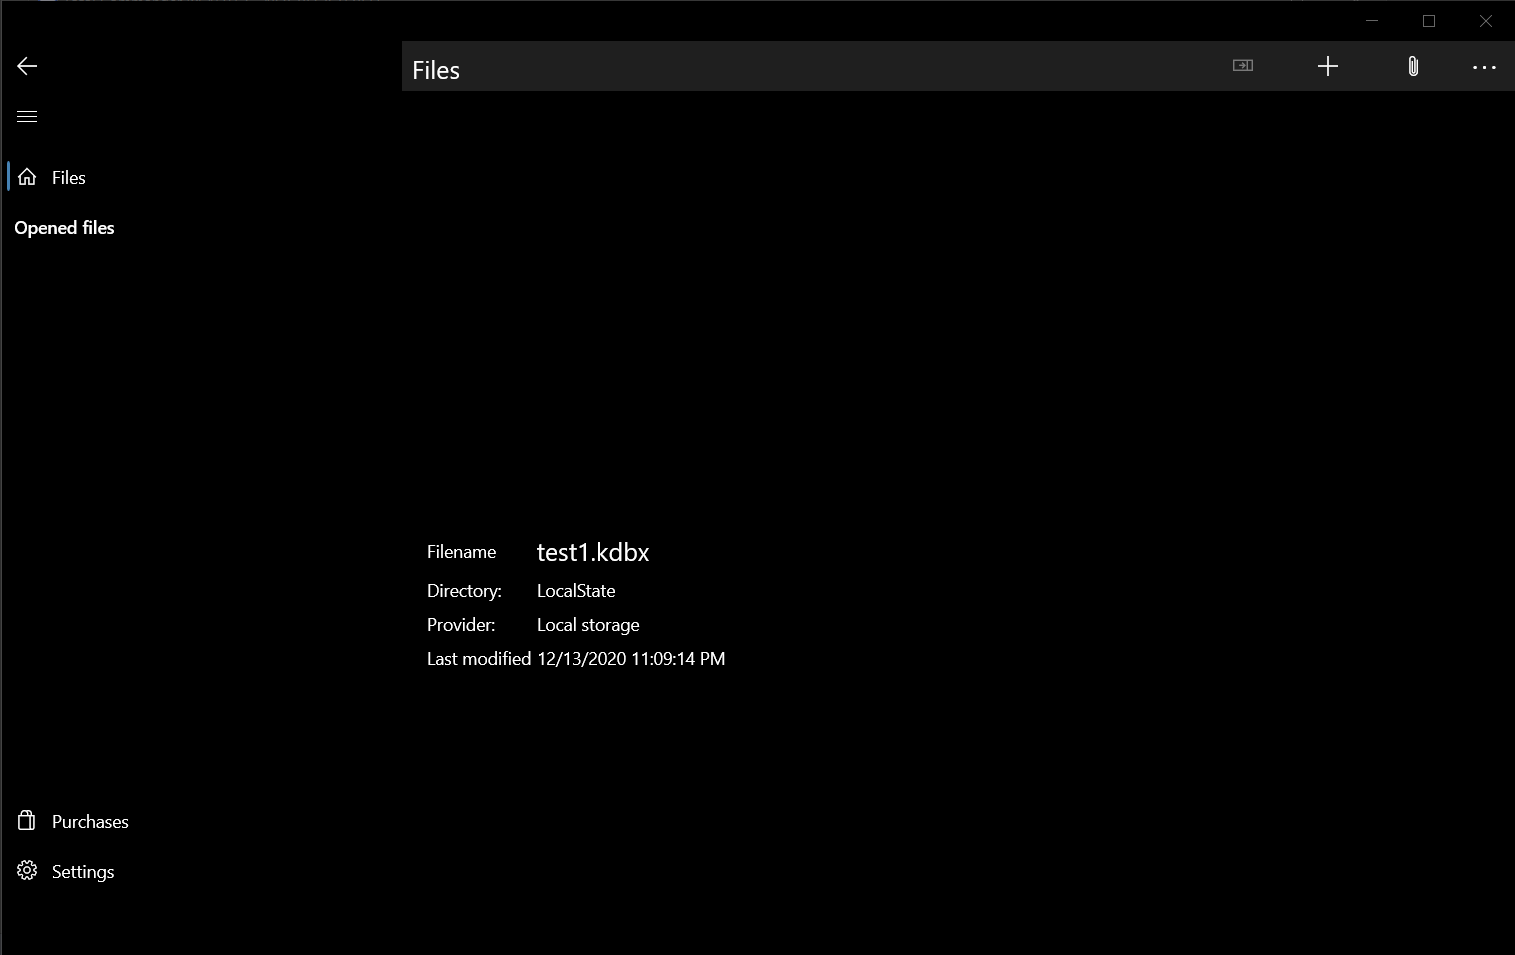 Files
Files
Opened files
Filename test1.kdbx
Directory: LocalState
Provider: Local storage
Last modified 12/13/2020 11:09:14 PM
Purchases
Settings